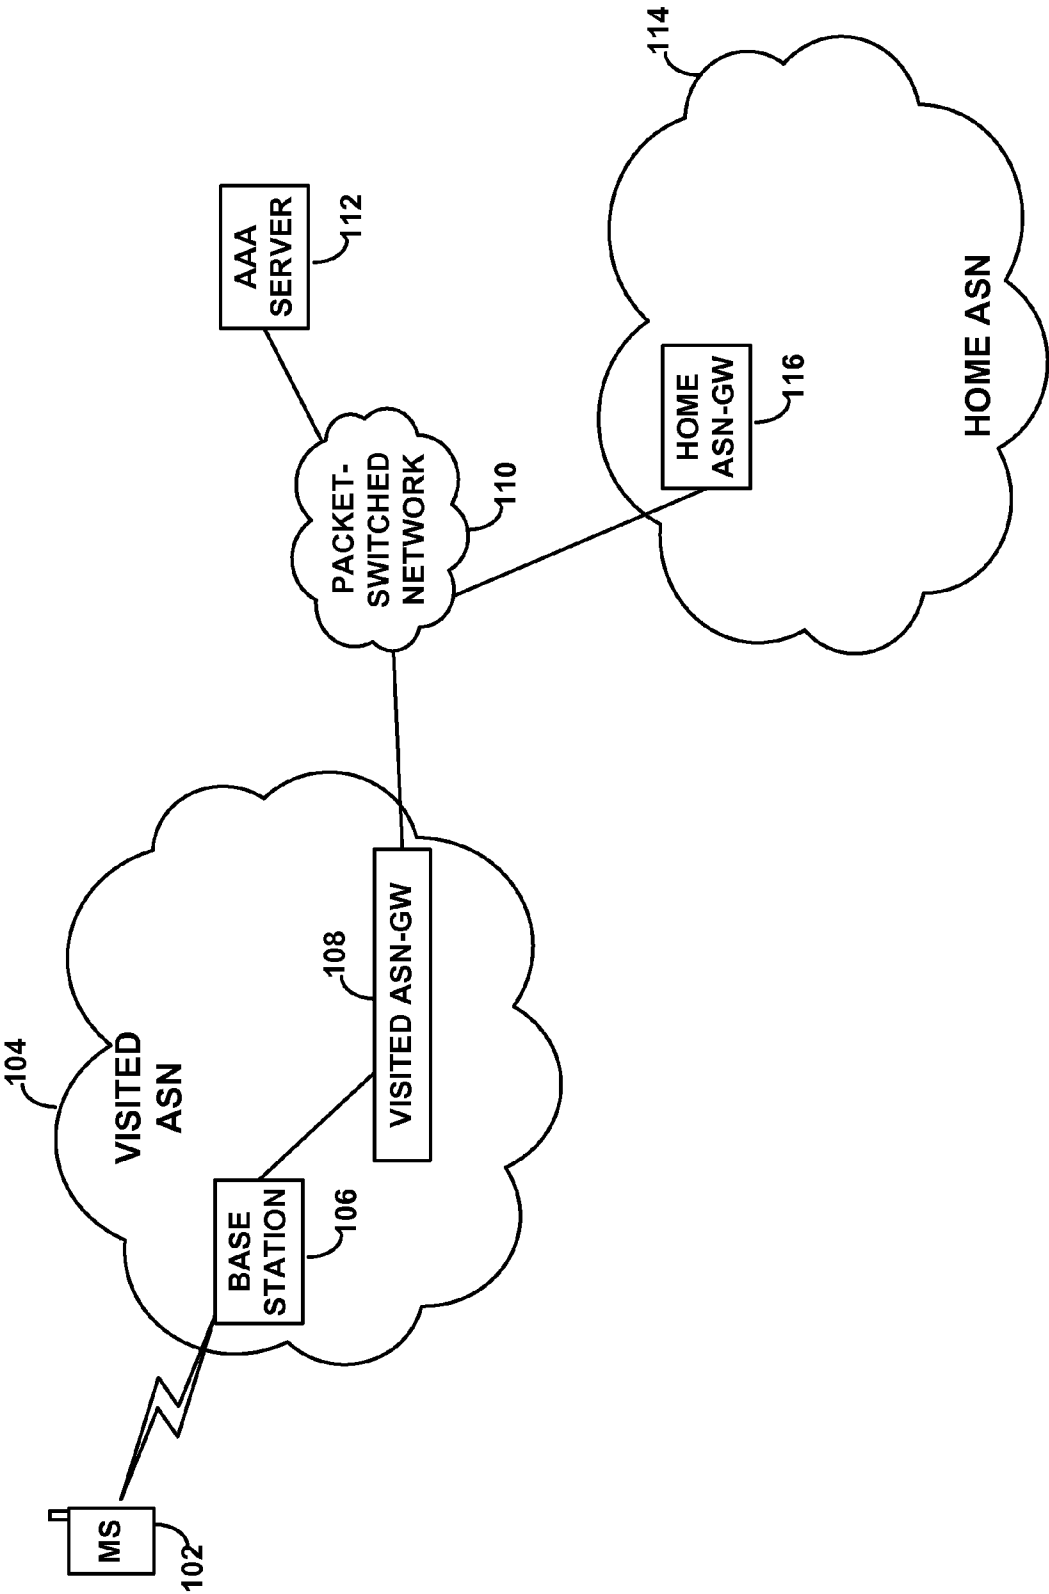 MS
102
104
VISITED
ASN
BASE
STATION
106
108
VISITED ASN-GW
PACKET-
SWITCHED
NETWORK
110
AAA
SERVER
112
114
HOME
ASN-GW
116
HOME ASN